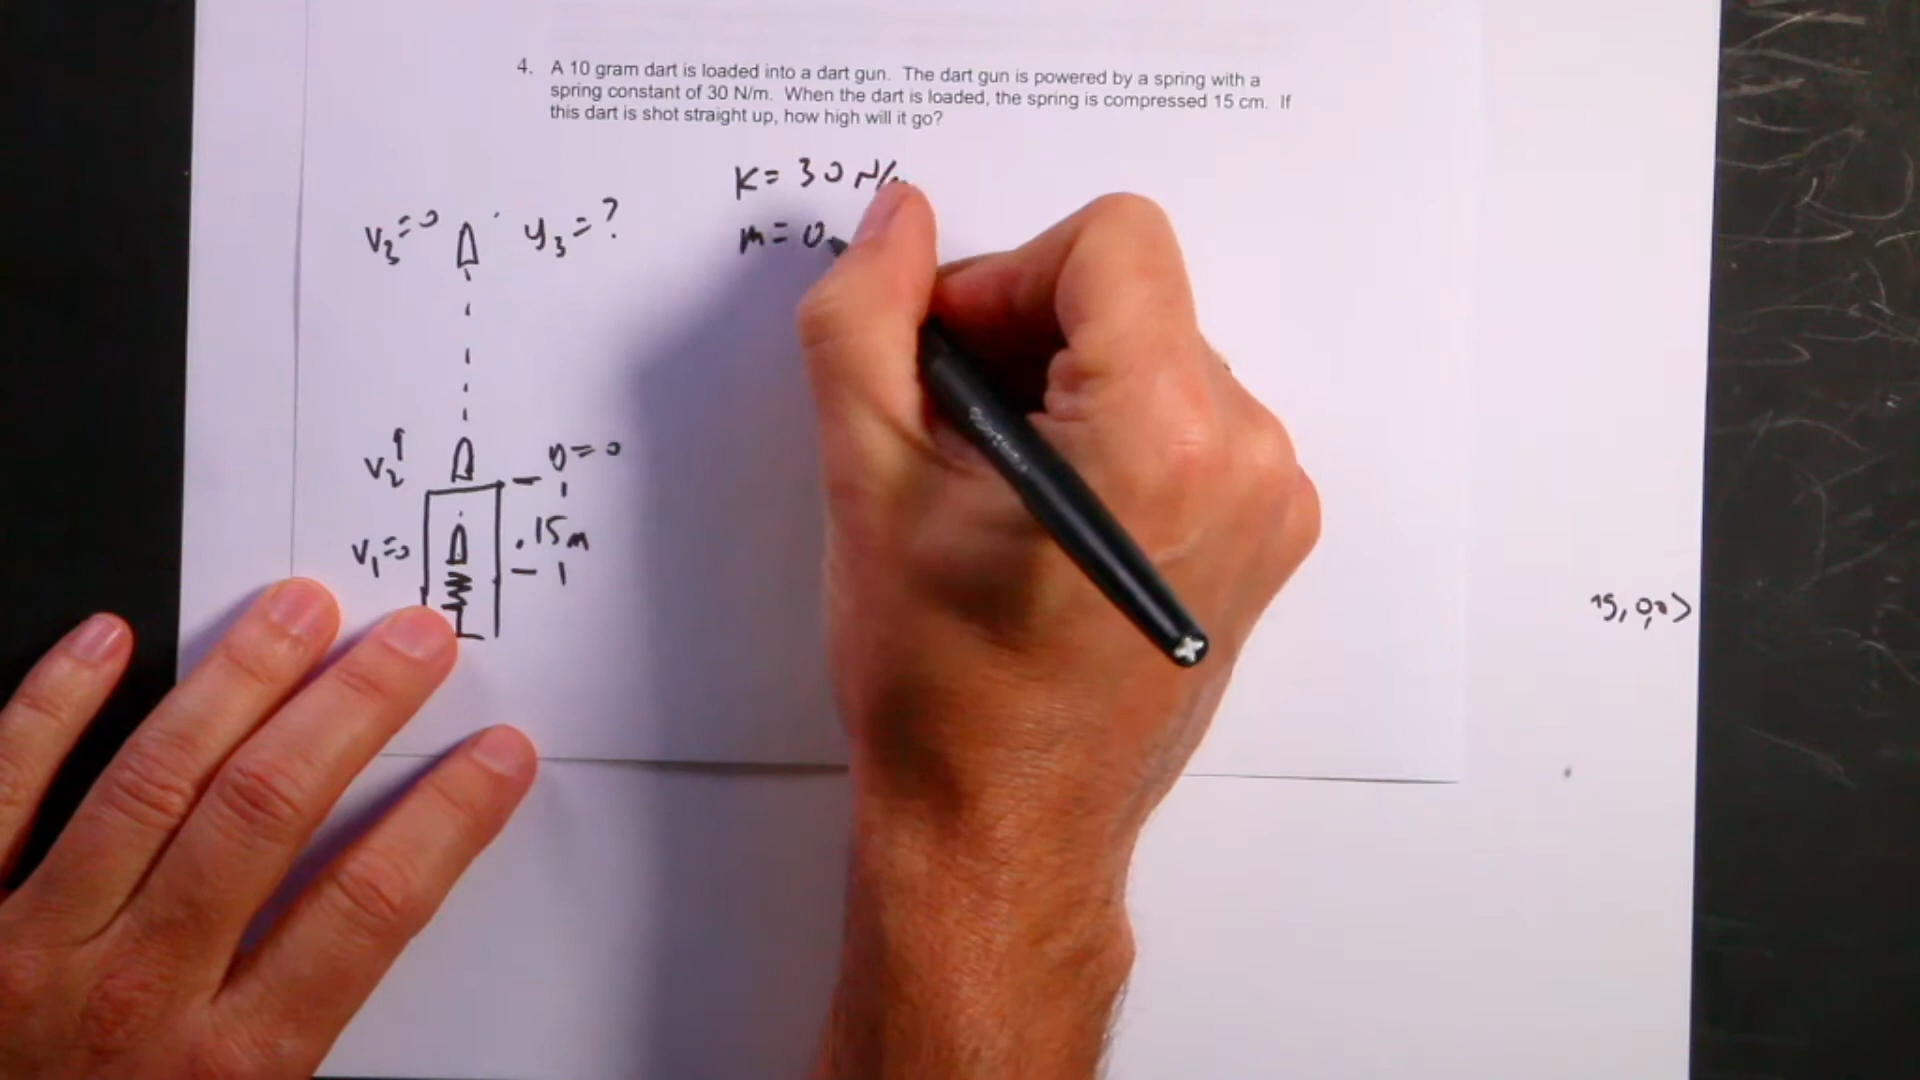 4. A 10 gram dart is loaded into a dart gun. The dart gun is powered by a spring with a
spring constant of 30 N/m. When the dart is loaded, the spring is compressed 15 cm. If
this dart is shot straight up, how high will it go?
K = 30 N/
m = 0.
V₃=0 y₃=?
V₂ y=0
.15m
V₁=0